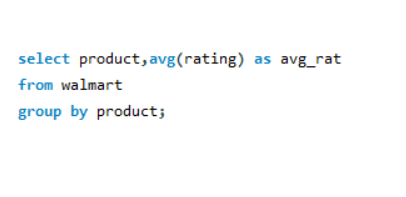 select product,avg(rating) as avg_rat
from walmart
group by product;